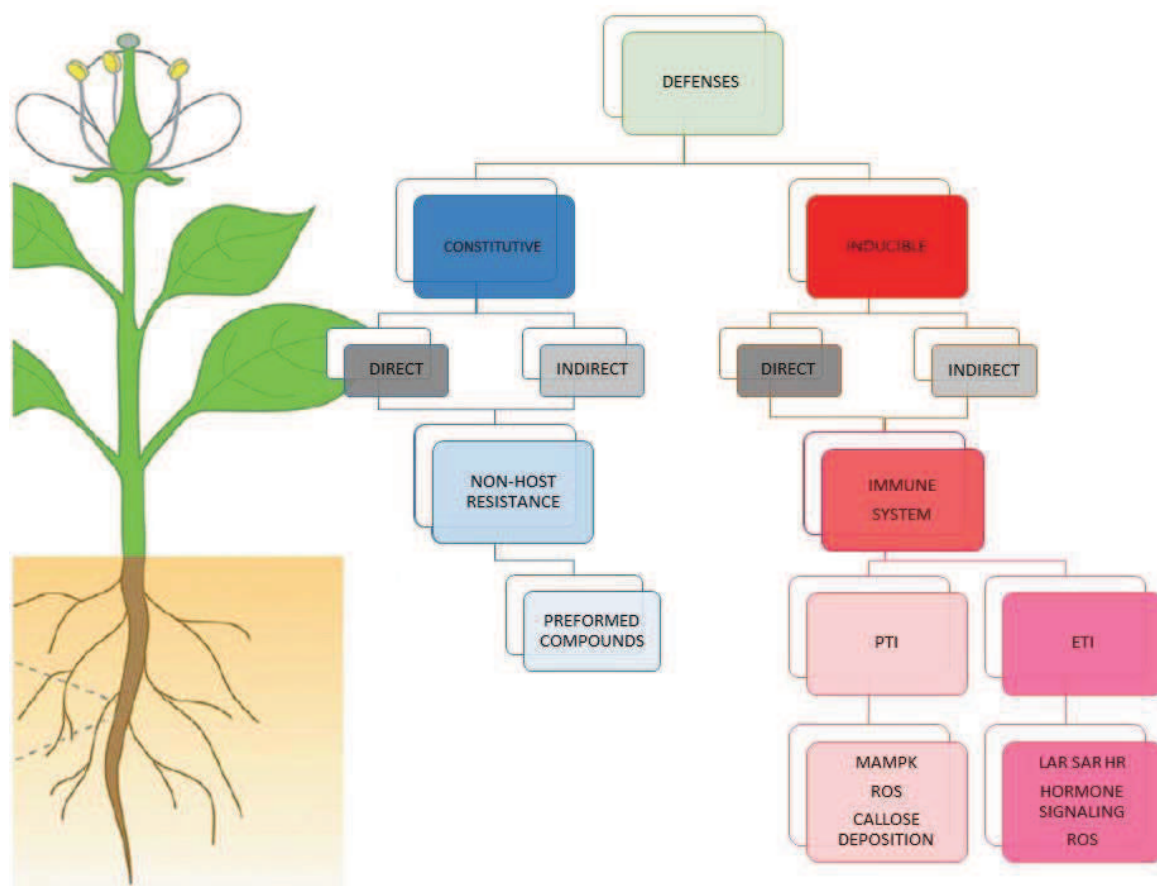 DEFENSES
CONSTITUTIVE
INDUCIBLE
DIRECT
INDIRECT
DIRECT
INDIRECT
NON-HOST
RESISTANCE
IMMUNE
SYSTEM
PREFORMED
COMPOUNDS
PTI
ETI
MAMPK
ROS
CALLOSE
DEPOSITION
LAR SAR HR
HORMONE
SIGNALING
ROS